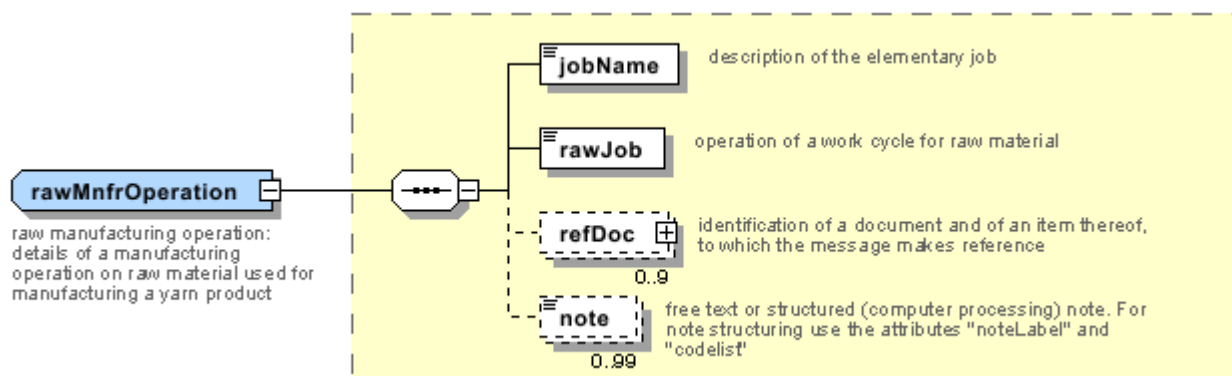 jobName
description of the elementary job
rawJob
operation of a work cycle for raw material
rawMnfrOperation
raw manufacturing operation:
details of a manufacturing
operation on raw material used for
manufacturing a yarn product
refDoc
identification of a document and of an item thereof,
to which the message makes reference
0..9
note
free text or structured (computer processing) note. For
note structuring use the attributes "noteLabel" and
"codelist"
0..99